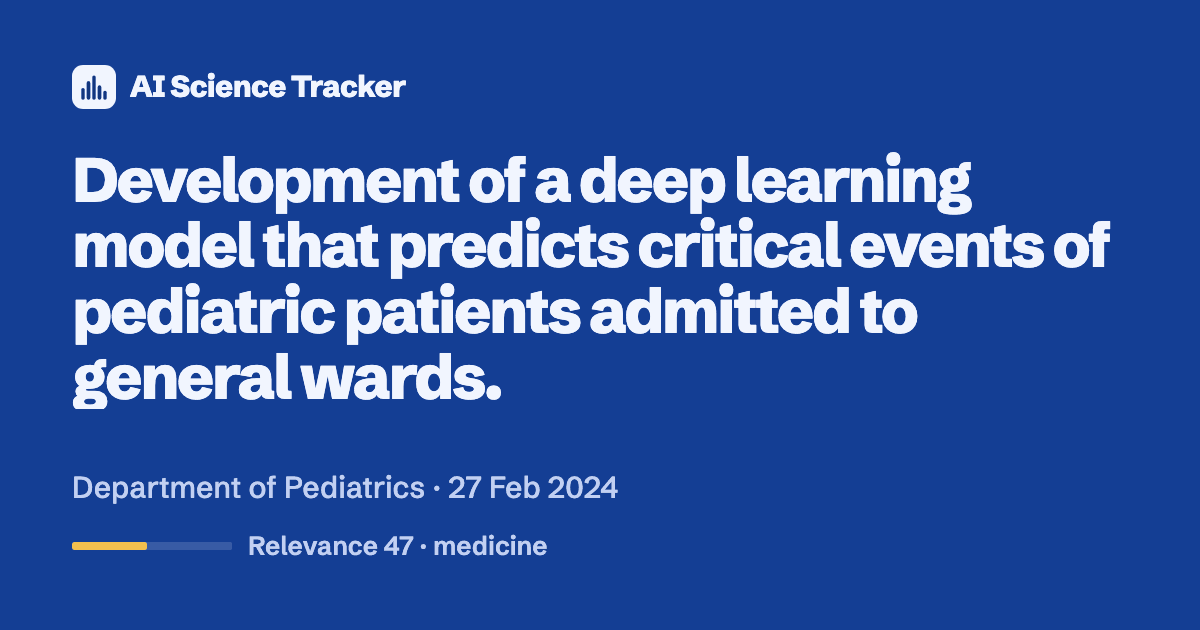 AI Science Tracker
Development of a deep learning
model that predicts critical events of
pediatric patients admitted to
general wards.
Department of Pediatrics · 27 Feb 2024
Relevance 47 · medicine